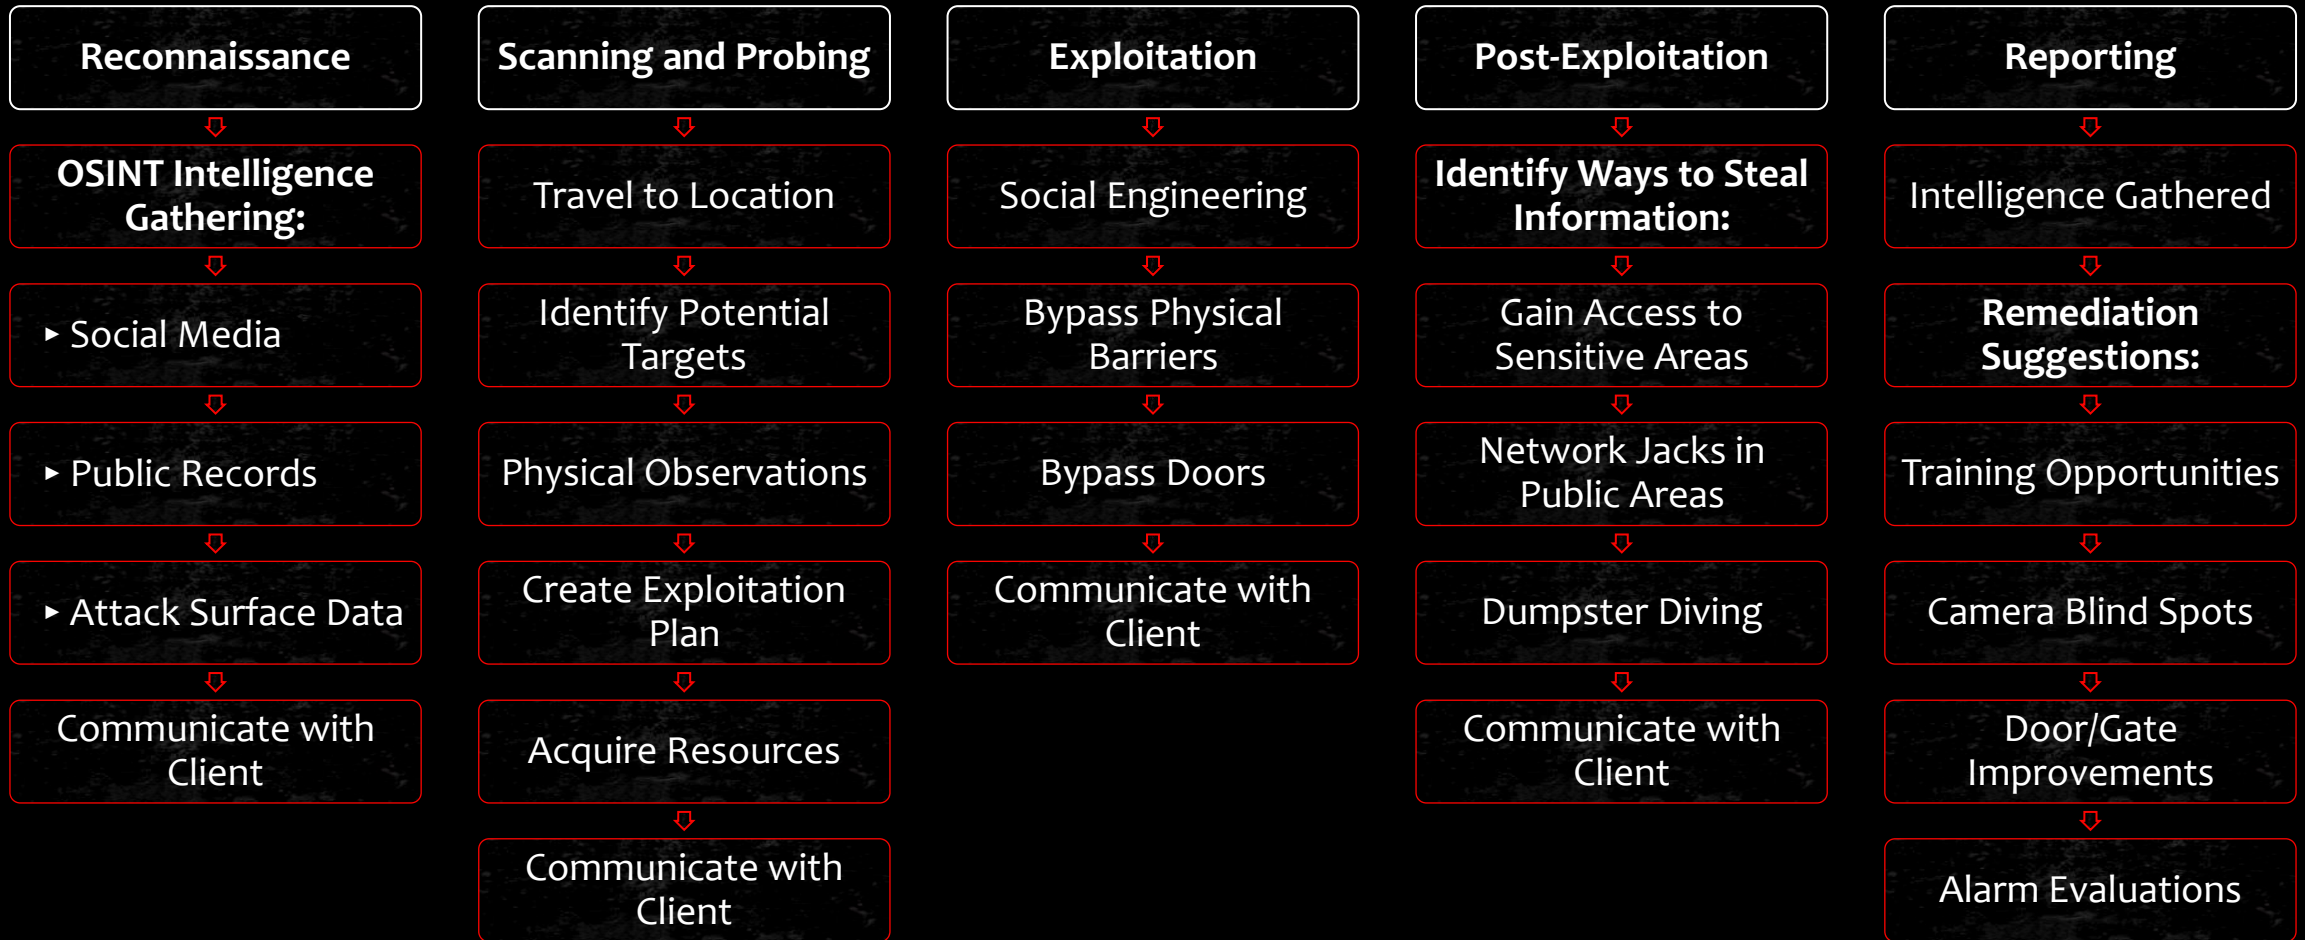 Reconnaissance
OSINT Intelligence
Gathering:
▸ Social Media
▸ Public Records
▸ Attack Surface Data
Communicate with
Client
Scanning and Probing
Travel to Location
Identify Potential
Targets
Physical Observations
Create Exploitation
Plan
Acquire Resources
Communicate with
Client
Exploitation
Social Engineering
Bypass Physical
Barriers
Bypass Doors
Communicate with
Client
Post-Exploitation
Identify Ways to Steal
Information:
Gain Access to
Sensitive Areas
Network Jacks in
Public Areas
Dumpster Diving
Communicate with
Client
Reporting
Intelligence Gathered
Remediation
Suggestions:
Training Opportunities
Camera Blind Spots
Door/Gate
Improvements
Alarm Evaluations